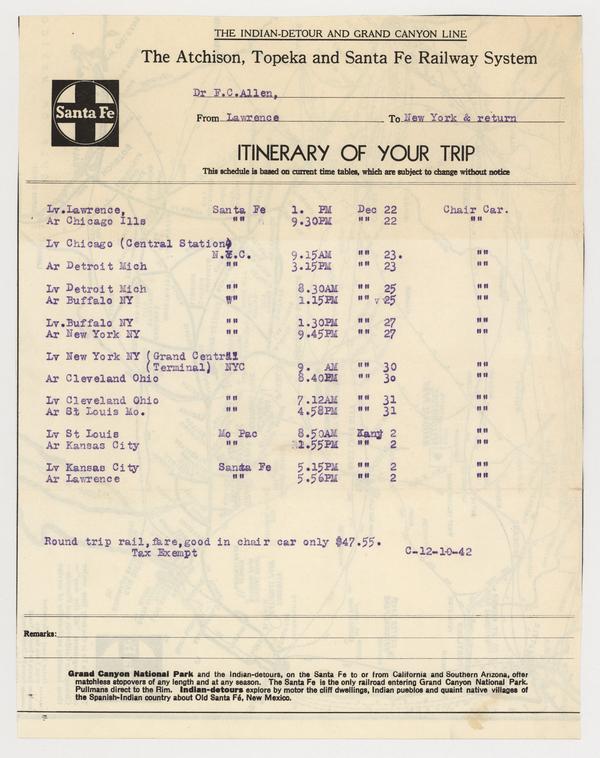 THE INDIAN-DETOUR AND GRAND CANYON LINE
The Atchison, Topeka and Santa Fe Railway System
Santa Fe
Dr F.C.Allen,
From Lawrence To New York & return
ITINERARY OF YOUR TRIP
This schedule is based on current time tables, which are subject to change without notice
Lv.Lawrence, Santa Fe 1. PM Dec 22 Chair Car.
Ar Chicago Ills "" 9.30PM "" 22 ""
Lv Chicago (Central Station)
N.Y.C. 9.15AM "" 23. ""
Ar Detroit Mich "" 3.15PM "" 23 ""
Lv Detroit Mich "" 8.30AM "" 25 ""
Ar Buffalo NY "" 1.15PM "" 25 ""
Lv.Buffalo NY "" 1.30PM "" 27 ""
Ar New York NY "" 9.45PM "" 27 ""
Lv New York NY (Grand Central
(Terminal) NYC 9. AM "" 30 ""
Ar Cleveland Ohio 8.40PM "" 30 ""
Lv Cleveland Ohio "" 7.12AM "" 31 ""
Ar St Louis Mo. "" 4.58PM "" 31 ""
Lv St Louis Mo Pac 8.50AM 2 ""
Ar Kansas City "" 1.55PM "" 2 ""
Lv Kansas City Santa Fe 5.15PM "" 2 ""
Ar Lawrence "" 5.56PM "" 2 ""
Round trip rail,fare,good in chair car only $47.55.
Tax Exempt C-12-10-42
Remarks:
Grand Canyon National Park and the Indian-detours, on the Santa Fe to or from California and Southern Arizona, offer
matchless stopovers of any length and at any season. The Santa Fe is the only railroad entering Grand Canyon National Park.
Pullmans direct to the Rim. Indian-detours explore by motor the cliff dwellings, Indian pueblos and quaint native villages of
the Spanish-Indian country about Old Santa Fé, New Mexico.